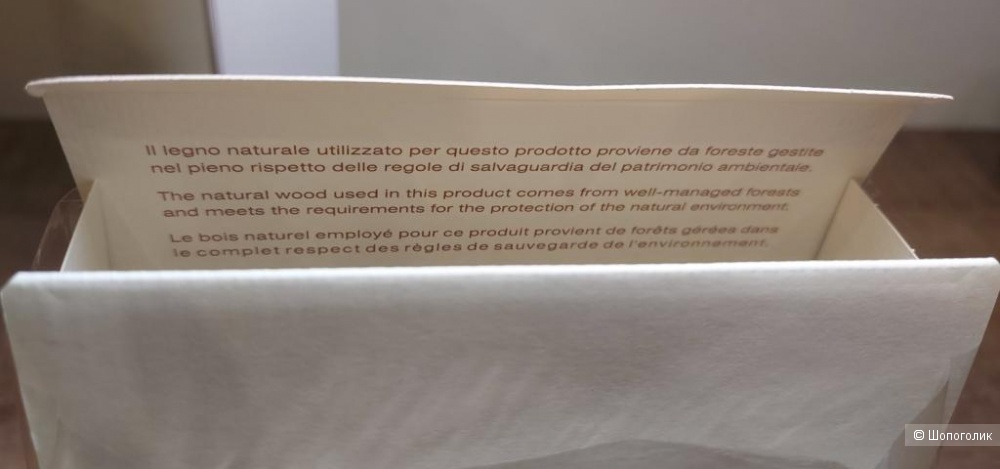 Il legno naturale utilizzato per questo prodotto proviene da foreste gestite
nel pieno rispetto delle regole di salvaguardia del patrimonio ambientale.
The natural wood used in this product comes from well-managed forests
and meets the requirements for the protection of the natural environment.
Le bois naturel employé pour ce produit provient de forêts gérées dans
le complet respect des règles de sauvegarde de l'environnement.
© Шопоголик